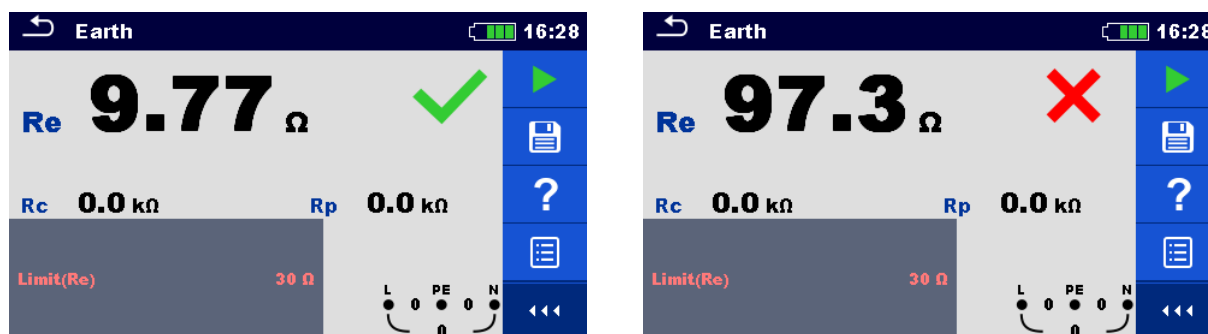 Earth 16:28
Re 9.77 Ω
Rc 0.0 kΩ Rp 0.0 kΩ
?
Limit(Re) 30 Ω
L PE N
0 0
0
Earth 16:28
Re 97.3 Ω
Rc 0.0 kΩ Rp 0.0 kΩ
?
Limit(Re) 30 Ω
L PE N
0 0
0